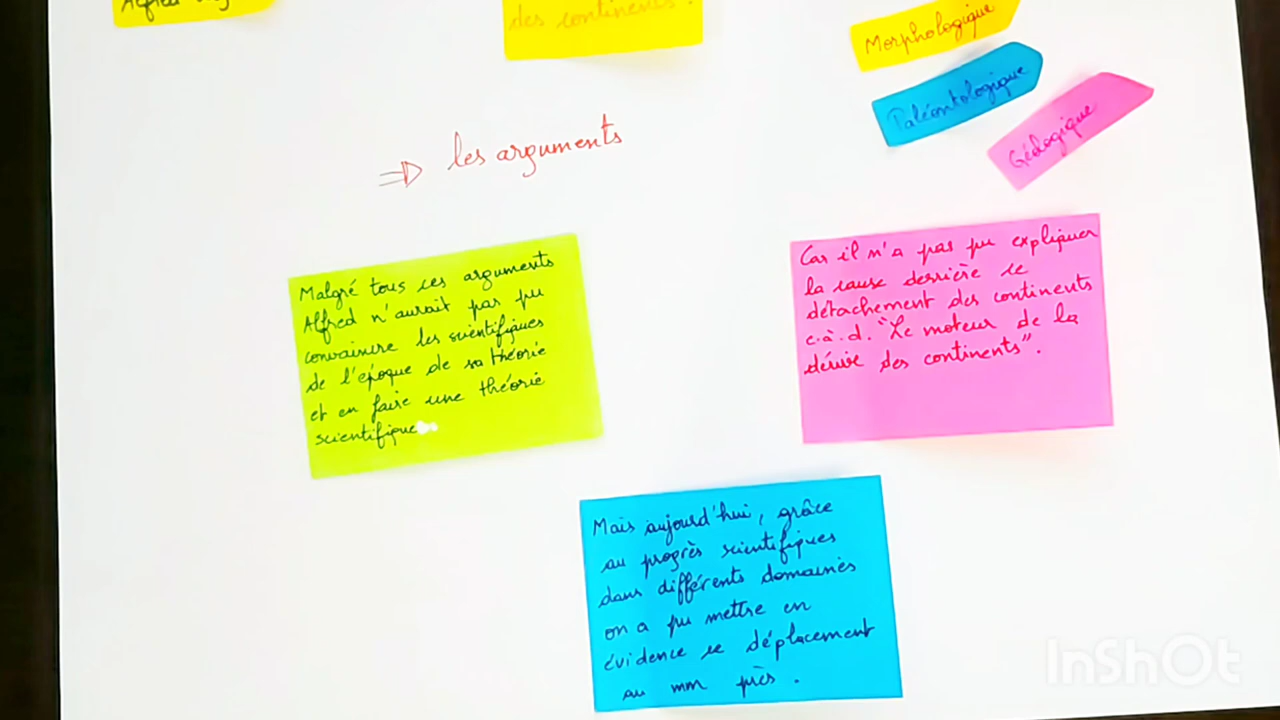 Alfred
des continents.
Morphologique
Paléontologique
Géologique
⇒ les arguments
Malgré tous ces arguments
Alfred n'aurait pas pu
convaincre les scientifiques
de l'époque de sa théorie
et en faire une théorie
scientifique
Car il n'a pas pu expliquer
la cause derrière ce
détachement des continents
c.à.d. "Le moteur de la
dérive des continents".
Mais aujourd'hui, grâce
au progrès scientifiques
dans différents domaines
on a pu mettre en
évidence ce déplacement
au mm près.
InShOt